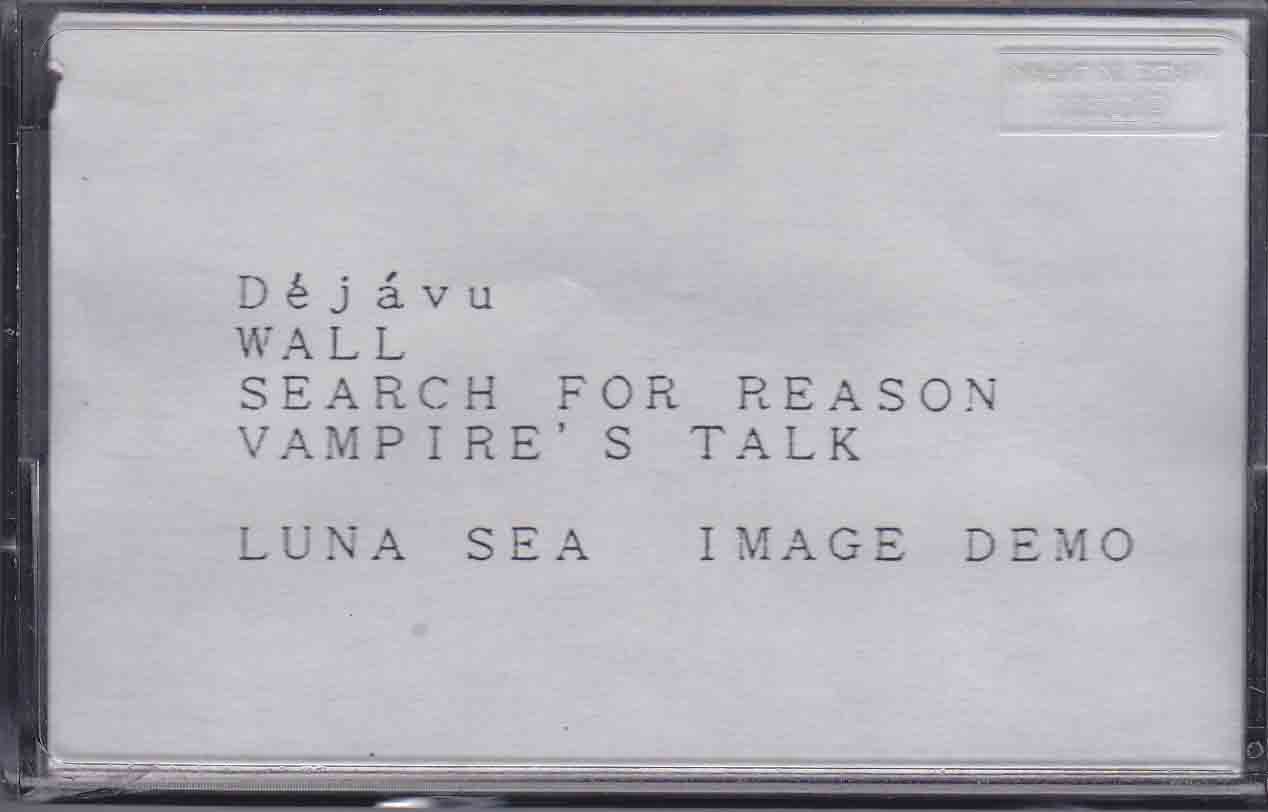 Déjávu
WALL
SEARCH FOR REASON
VAMPIRE'S TALK
LUNA SEA IMAGE DEMO